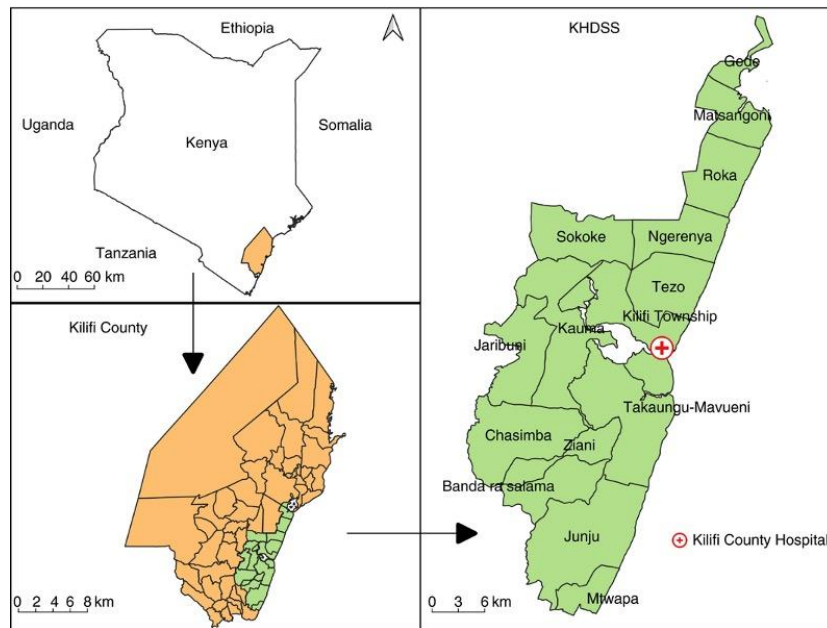 Ethiopia
Uganda
Somalia
Kenya
Tanzania
0 20 40 60 km
Kilifi County
0 2 4 6 8 km
KHDSS
Gede
Matsangoni
Roka
Sokoke
Ngerenya
Tezo
Kilifi Township
Kauma
Jaribuni
Takaungu-Mavueni
Chasimba
Ziani
Banda ra salama
Junju
Kilifi County Hospital
Mtwapa
0 3 6 km